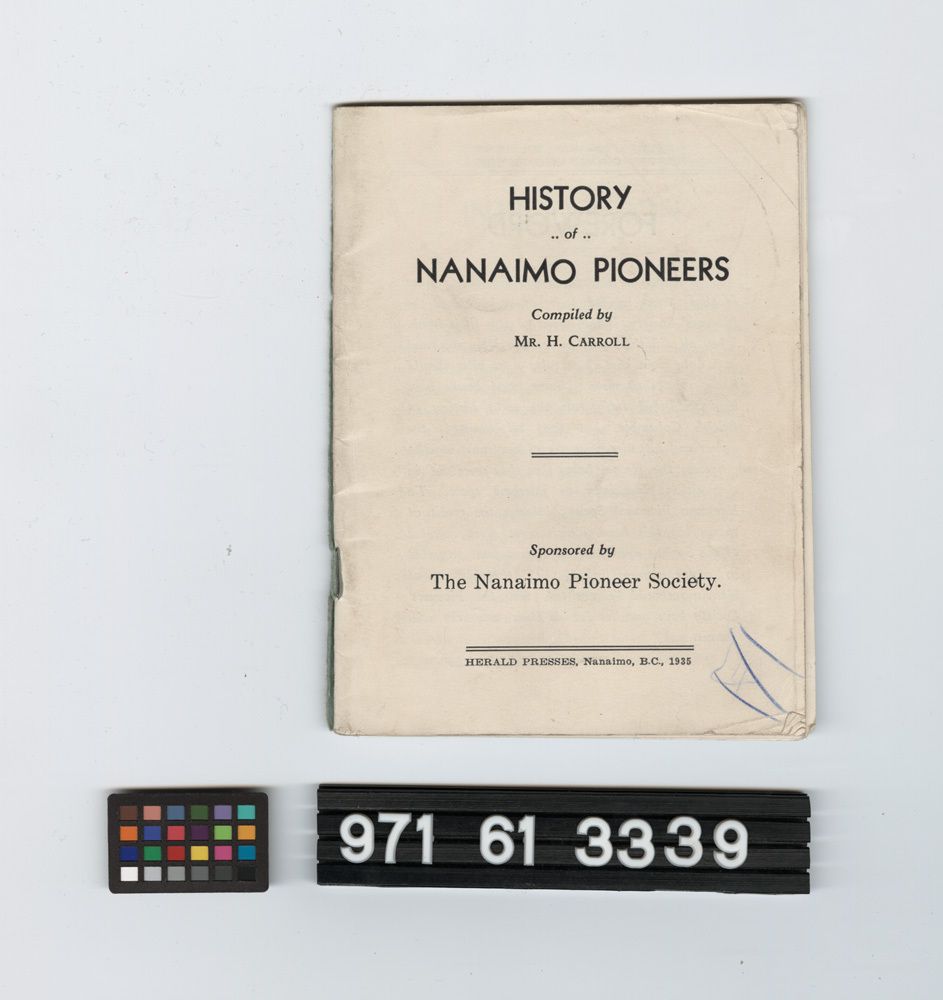 HISTORY
.. of ..
NANAIMO PIONEERS
Compiled by
MR. H. CARROLL
Sponsored by
The Nanaimo Pioneer Society.
HERALD PRESSES, Nanaimo, B.C., 1935
971 61 3339